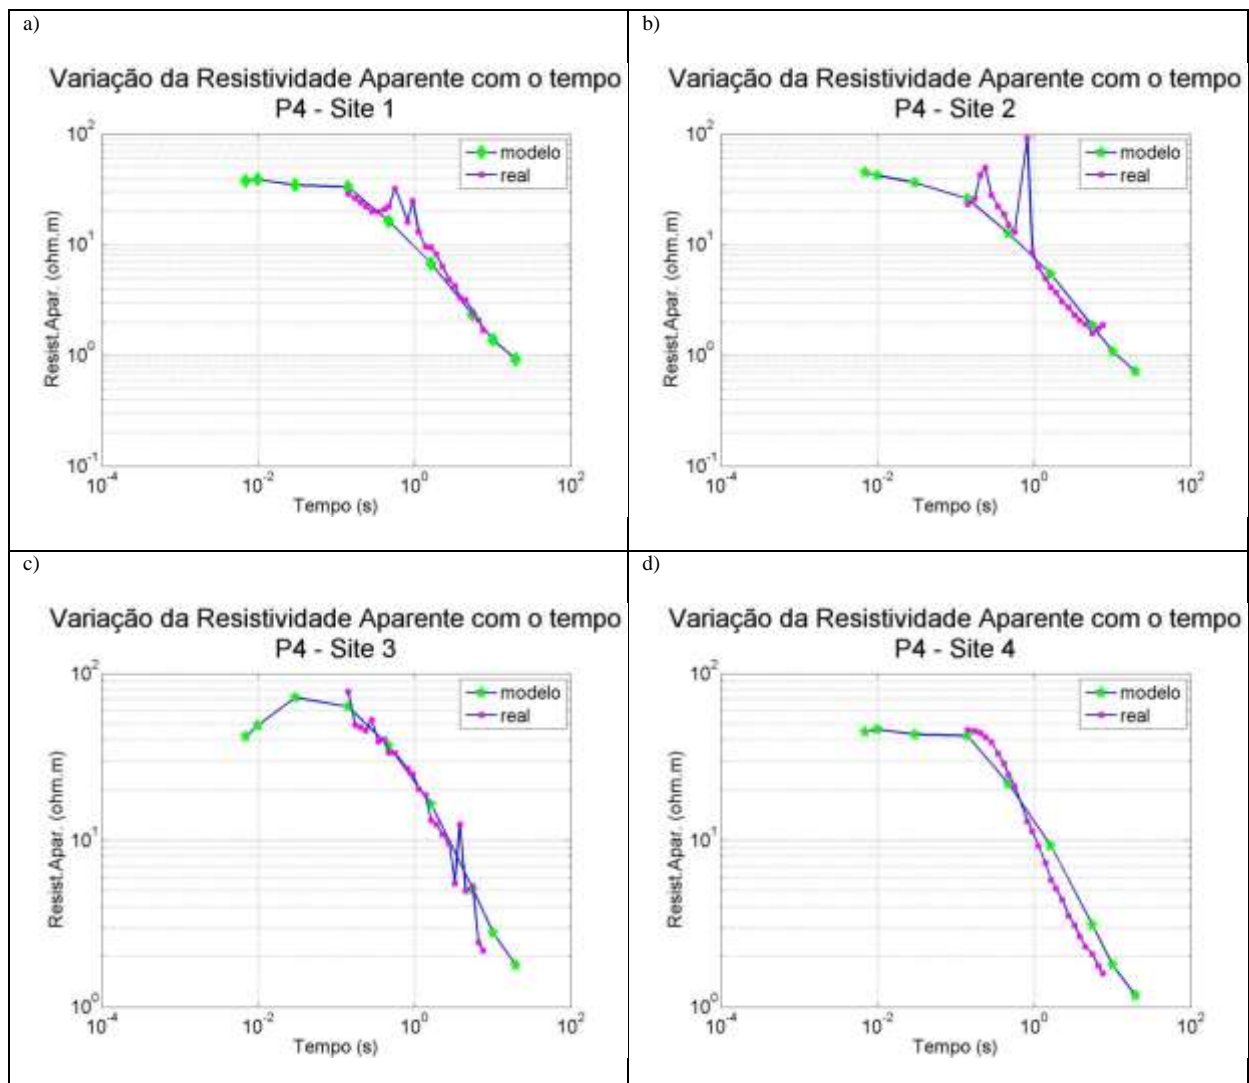 a)
Variação da Resistividade Aparente com o tempo
P4 - Site 1
modelo
real
Resist.Apar. (ohm.m)
10^2
10^1
10^0
10^-1
10^-4
10^-2
10^0
10^2
Tempo (s)
b)
Variação da Resistividade Aparente com o tempo
P4 - Site 2
modelo
real
Resist.Apar. (ohm.m)
10^2
10^1
10^0
10^-1
10^-4
10^-2
10^0
10^2
Tempo (s)
c)
Variação da Resistividade Aparente com o tempo
P4 - Site 3
modelo
real
Resist.Apar. (ohm.m)
10^2
10^1
10^0
10^-4
10^-2
10^0
10^2
Tempo (s)
d)
Variação da Resistividade Aparente com o tempo
P4 - Site 4
modelo
real
Resist.Apar. (ohm.m)
10^2
10^1
10^0
10^-4
10^-2
10^0
10^2
Tempo (s)